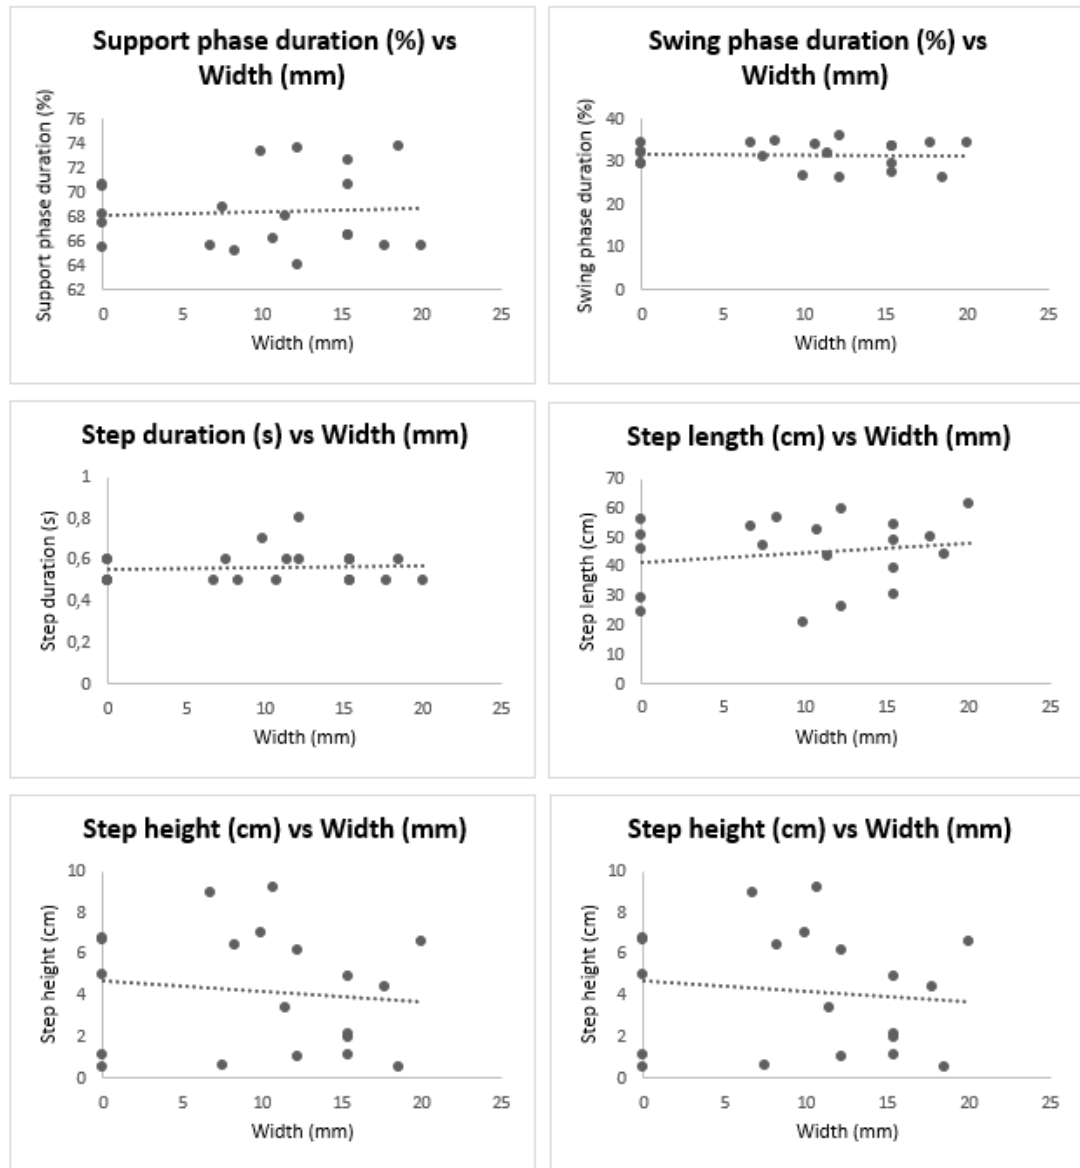 Support phase duration (%) vs
Width (mm)
Support phase duration (%)
76
74
72
70
68
66
64
62
0 5 10 15 20 25
Width (mm)
Swing phase duration (%) vs
Width (mm)
Swing phase duration (%)
40
30
20
10
0
0 5 10 15 20 25
Width (mm)
Step duration (s) vs Width (mm)
Step duration (s)
1
0,8
0,6
0,4
0,2
0
0 5 10 15 20 25
Width (mm)
Step length (cm) vs Width (mm)
Step length (cm)
70
60
50
40
30
20
10
0
0 5 10 15 20 25
Width (mm)
Step height (cm) vs Width (mm)
Step height (cm)
10
8
6
4
2
0
0 5 10 15 20 25
Width (mm)
Step height (cm) vs Width (mm)
Step height (cm)
10
8
6
4
2
0
0 5 10 15 20 25
Width (mm)